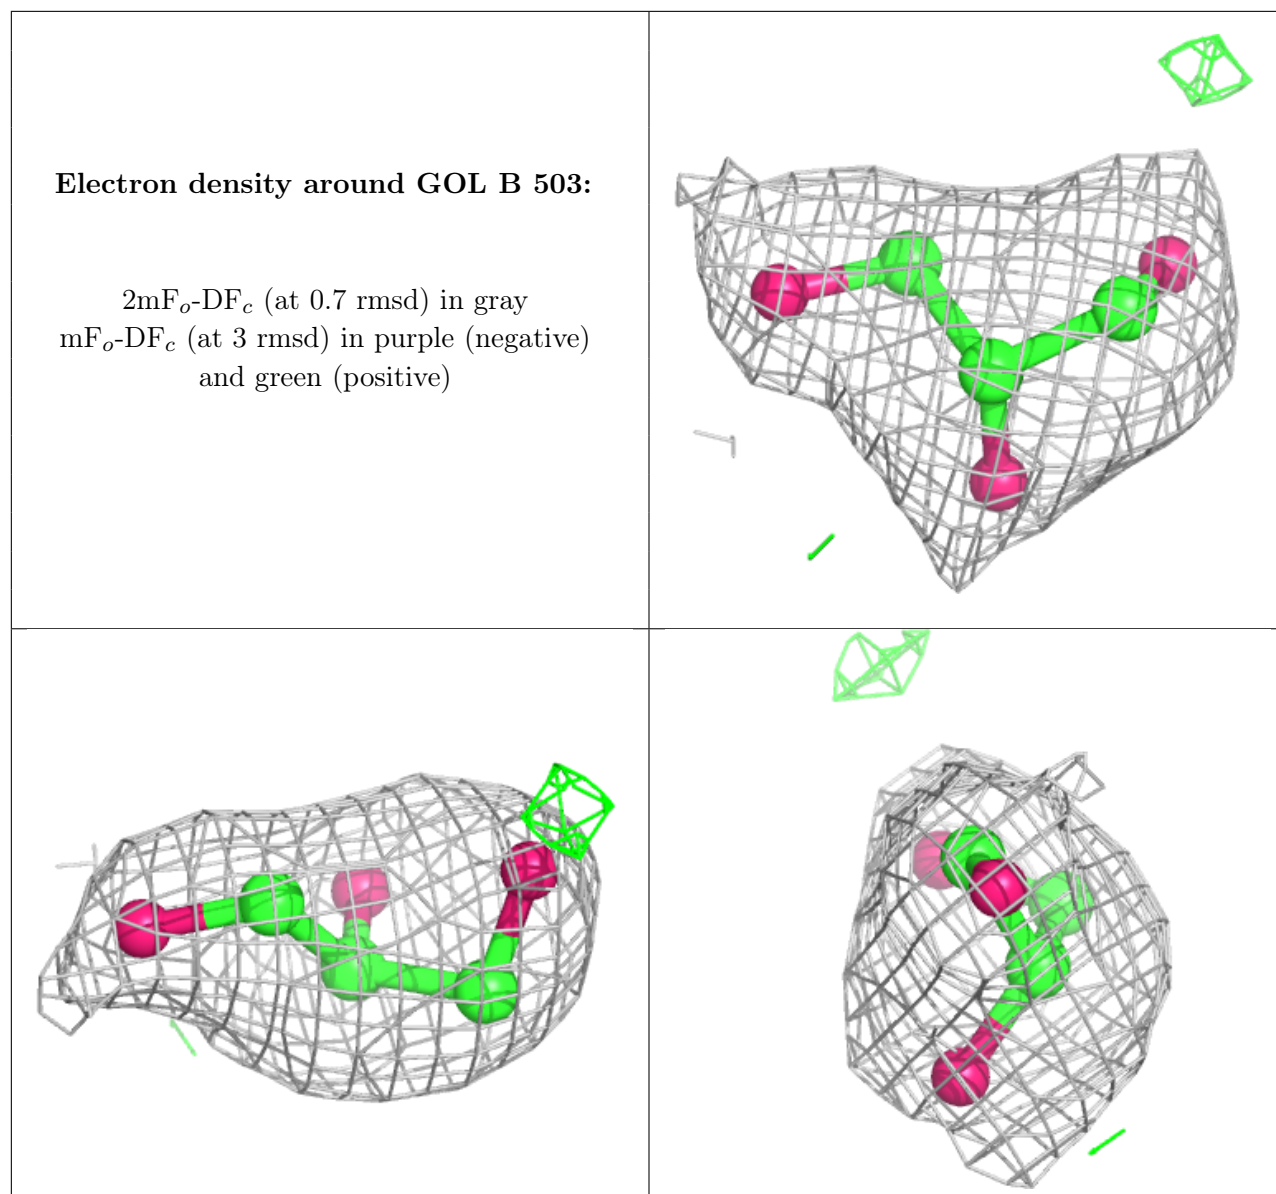 Electron density around GOL B 503:
2mFo-DFc (at 0.7 rmsd) in gray
mFo-DFc (at 3 rmsd) in purple (negative)
and green (positive)